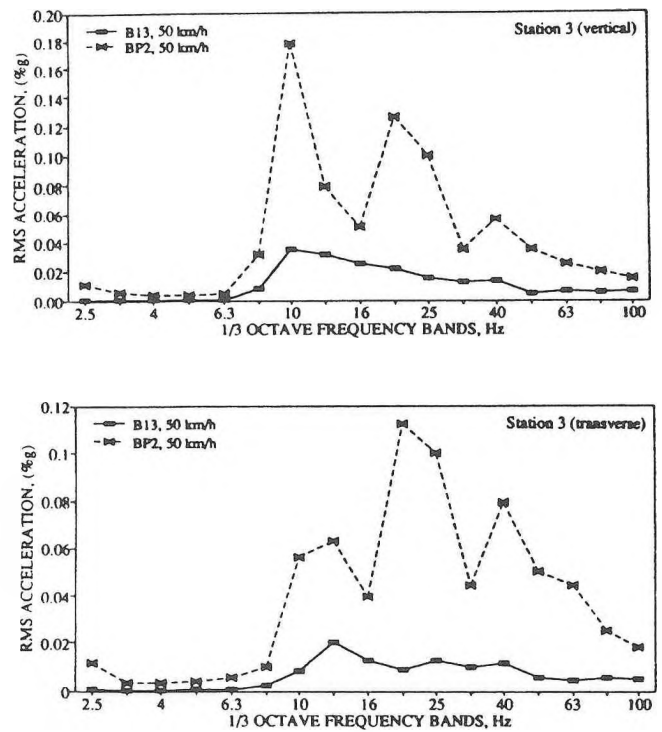 0.20
0.18
0.16
0.14
0.12
0.10
0.08
0.06
0.04
0.02
0.00
RMS ACCELERATION, (%g)
B13, 50 km/h
BP2, 50 km/h
Station 3 (vertical)
2.5 4 6.3 10 16 25 40 63 100
1/3 OCTAVE FREQUENCY BANDS, Hz
0.12
0.1
0.08
0.06
0.04
0.02
0
RMS ACCELERATION, (%g)
B13, 50 km/h
BP2, 50 km/h
Station 3 (transverse)
2.5 4 6.3 10 16 25 40 63 100
1/3 OCTAVE FREQUENCY BANDS, Hz